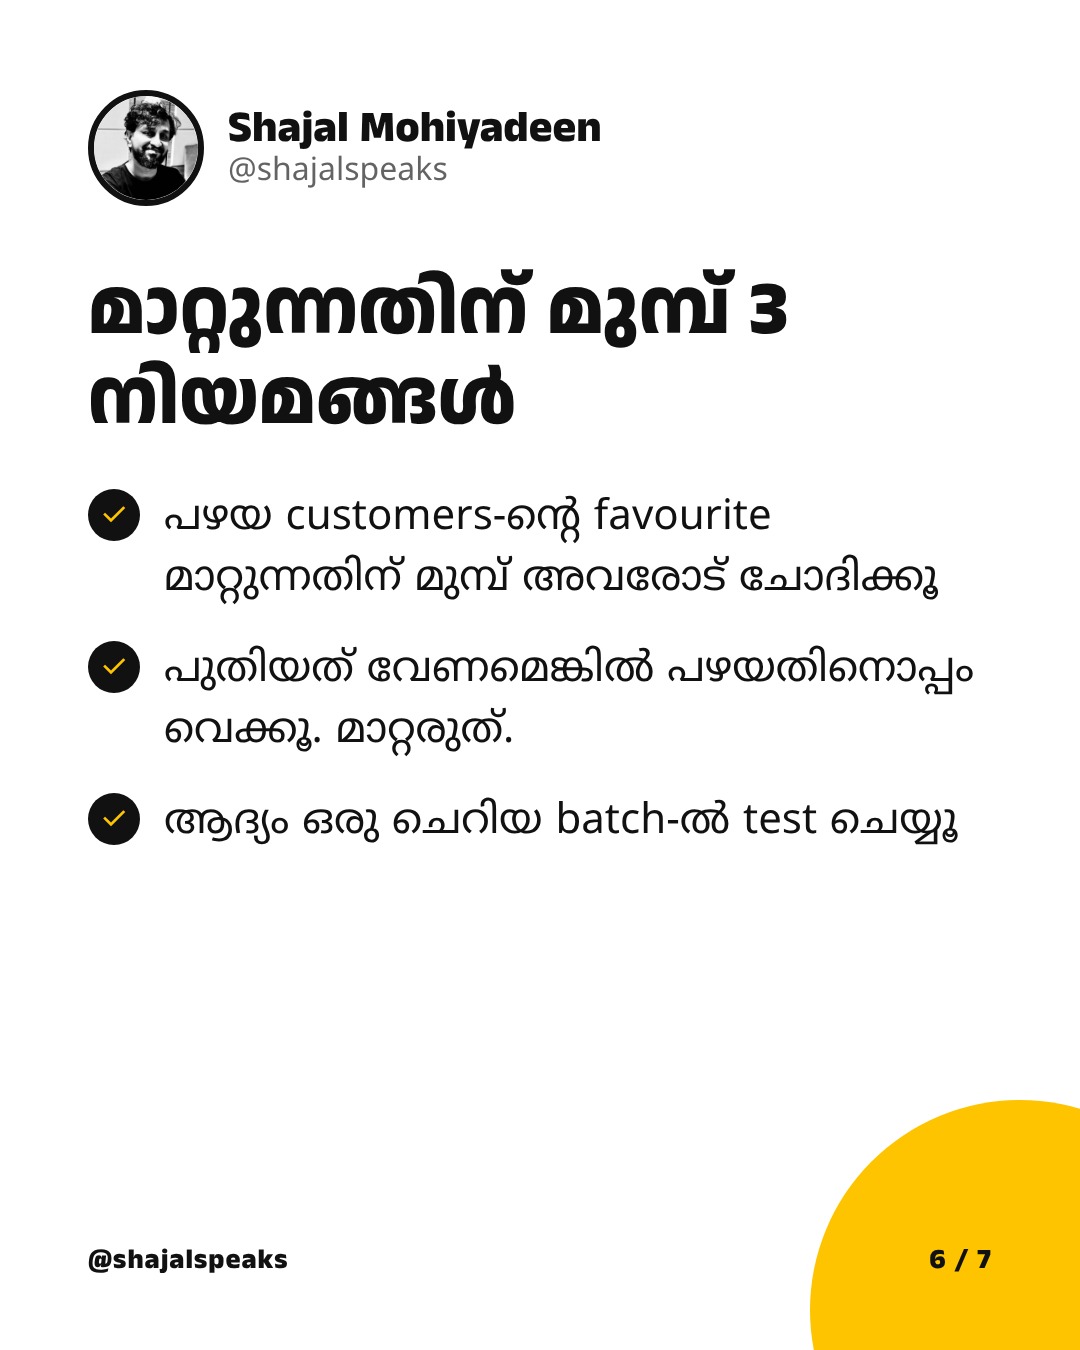 Shajal Mohiyadeen
@shajalspeaks
മാറ്റുന്നതിന് മുമ്പ് 3
നിയമങ്ങൾ
പഴയ customers-ന്റെ favourite
മാറ്റുന്നതിന് മുമ്പ് അവരോട് ചോദിക്കൂ
പുതിയത് വേണമെങ്കിൽ പഴയതിനൊപ്പം
വെക്കൂ. മാറ്റരുത്.
ആദ്യം ഒരു ചെറിയ batch-ൽ test ചെയ്യൂ
@shajalspeaks
6 / 7